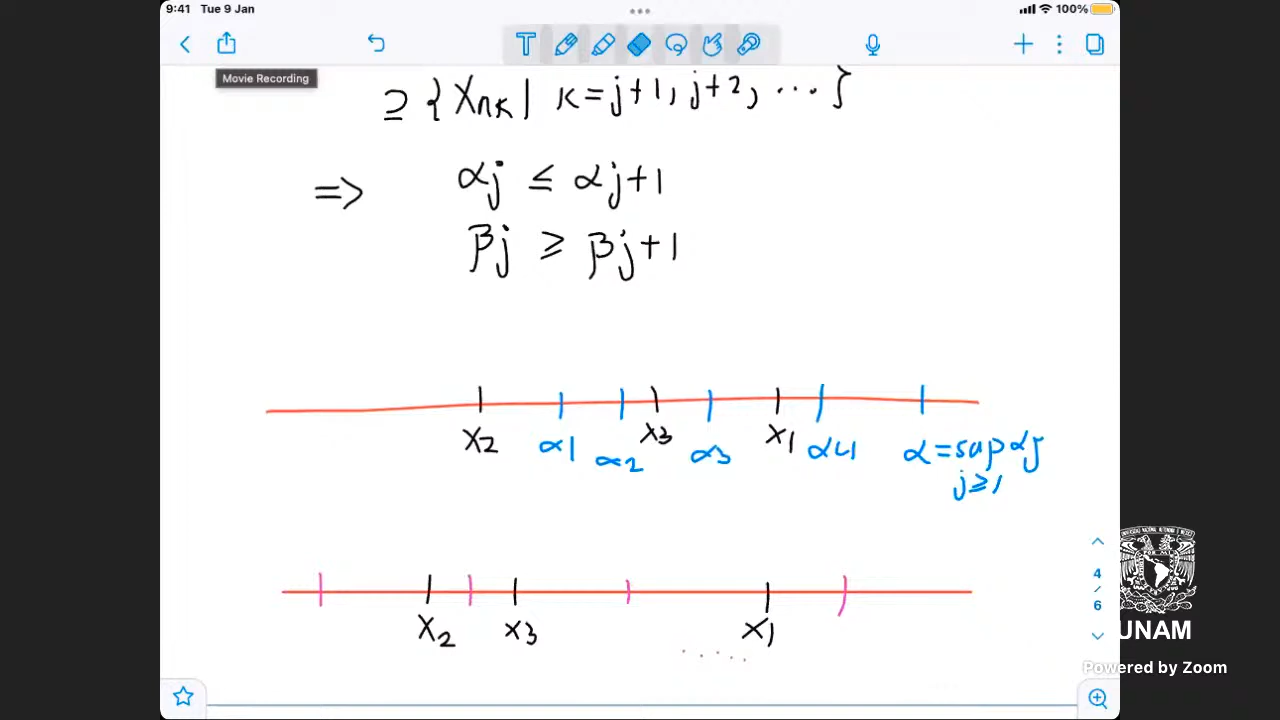 9:41 Tue 9 Jan
100%
Movie Recording
⊇ { Xnκ | κ=j+1, j+2, ... }
=> αj ≤ αj+1
βj ≥ βj+1
X2 α1 α2 X3 α3 X1 α4 α = sup αj
j≥1
X2 X3 X1
4
6
UNAM
Powered by Zoom